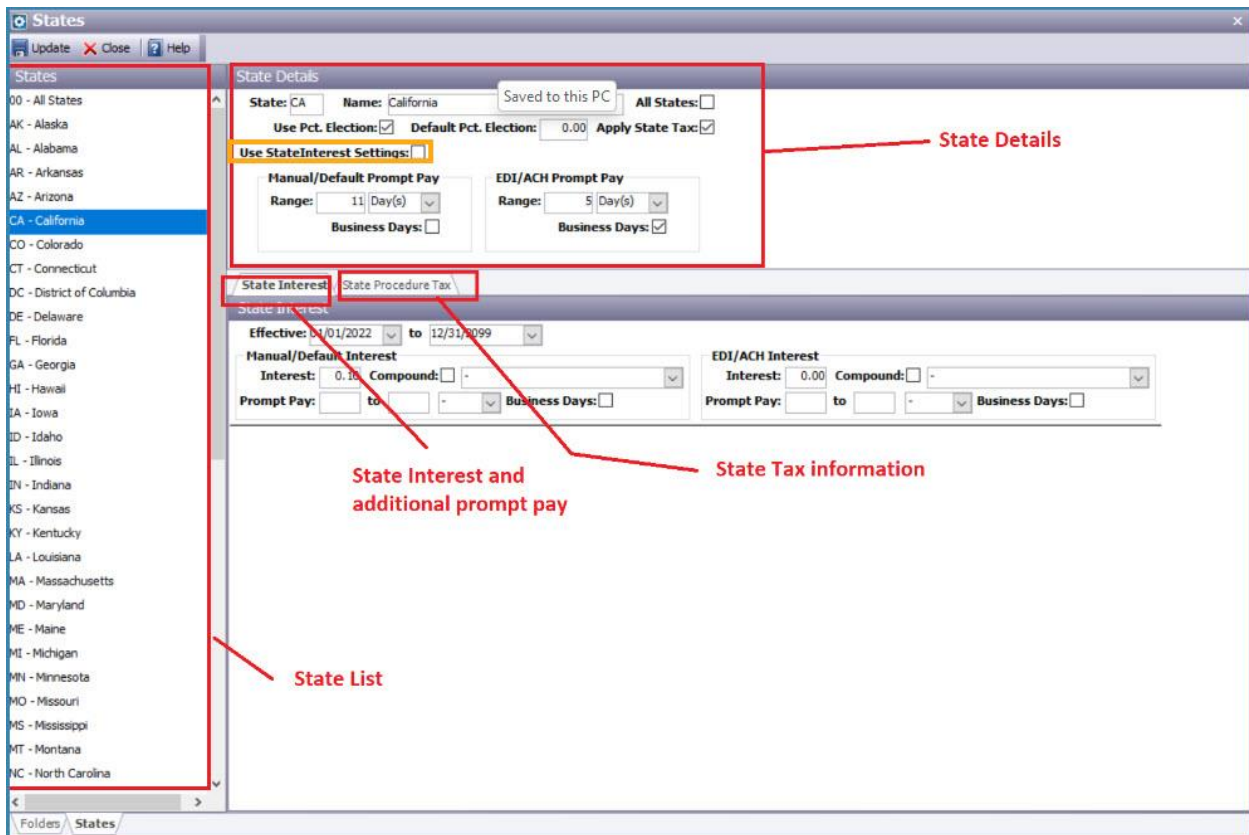 States
Update Close Help
States
00 - All States
AK - Alaska
AL - Alabama
AR - Arkansas
AZ - Arizona
CA - California
CO - Colorado
CT - Connecticut
DC - District of Columbia
DE - Delaware
FL - Florida
GA - Georgia
HI - Hawaii
IA - Iowa
ID - Idaho
IL - Illinois
IN - Indiana
KS - Kansas
KY - Kentucky
LA - Louisiana
MA - Massachusetts
MD - Maryland
ME - Maine
MI - Michigan
MN - Minnesota
MO - Missouri
MS - Mississippi
MT - Montana
NC - North Carolina
Folders States
State Details
State: CA Name: California Saved to this PC All States:
Use Pct. Election: Default Pct. Election: 0.00 Apply State Tax:
Use StateInterest Settings:
Manual/Default Prompt Pay EDI/ACH Prompt Pay
Range: 11 Day(s) Range: 5 Day(s)
Business Days: Business Days:
State Details
State Interest State Procedure Tax
State Interest
Effective: 01/01/2022 to 12/31/2099
Manual/Default Interest EDI/ACH Interest
Interest: 0.10 Compound: - Interest: 0.00 Compound: -
Prompt Pay: to - Business Days: Prompt Pay: to - Business Days:
State Interest and
additional prompt pay
State Tax information
State List